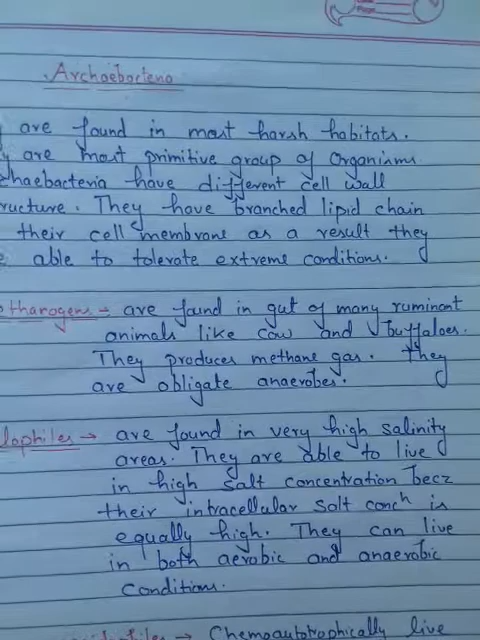 Archaebacteria
are found in most harsh habitats.
are most primitive group of Organisms
haebacteria have different cell wall
ructure. They have branched lipid chain
their cell membrane as a result they
able to tolerate extreme conditions.
thanogens → are found in gut of many ruminant
animals like cow and buffaloes.
They produces methane gas. they
are obligate anaerobes.
lophiles → are found in very high salinity
areas. They are able to live
in high salt concentration becz
their intracellular salt conc^n is
equally high. They can live
in both aerobic and anaerobic
conditions.
→ Chemoautotrophically live